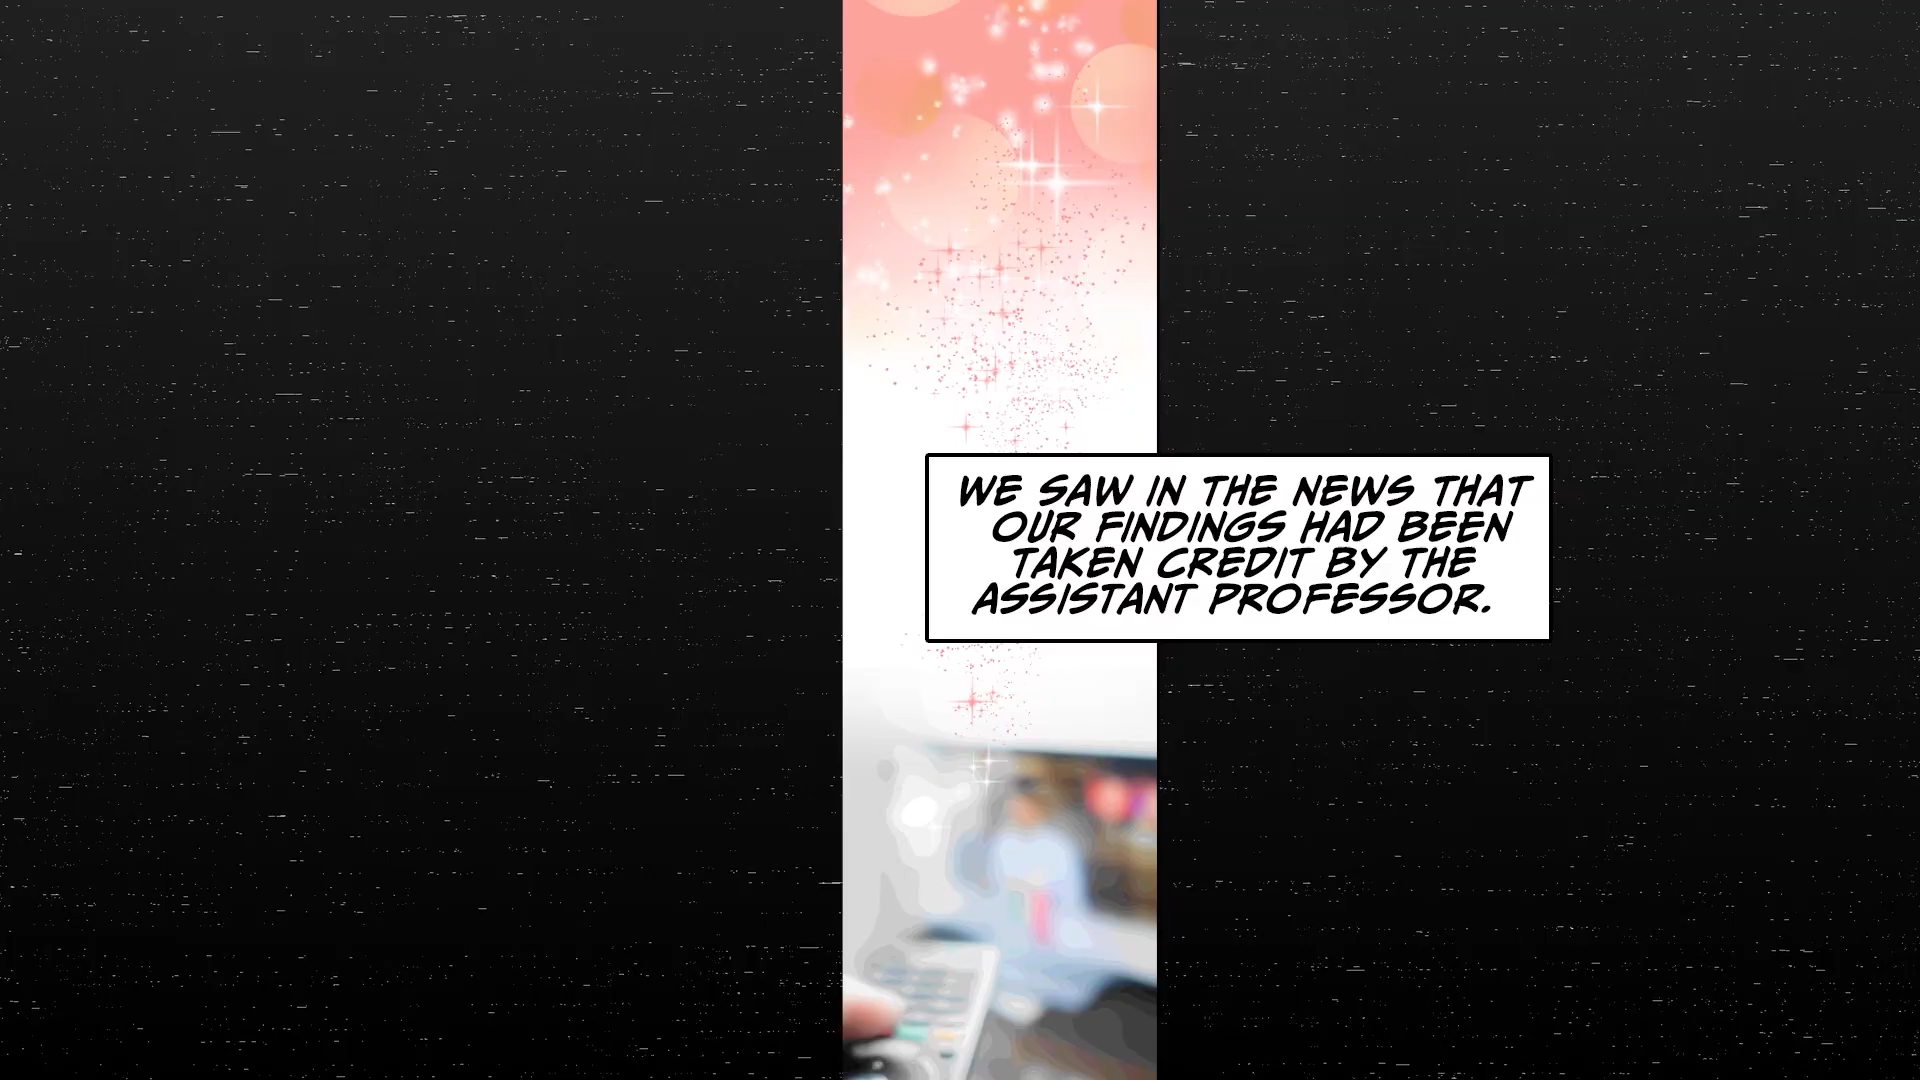 WE SAW IN THE NEWS THAT
OUR FINDINGS HAD BEEN
TAKEN CREDIT BY THE
ASSISTANT PROFESSOR.